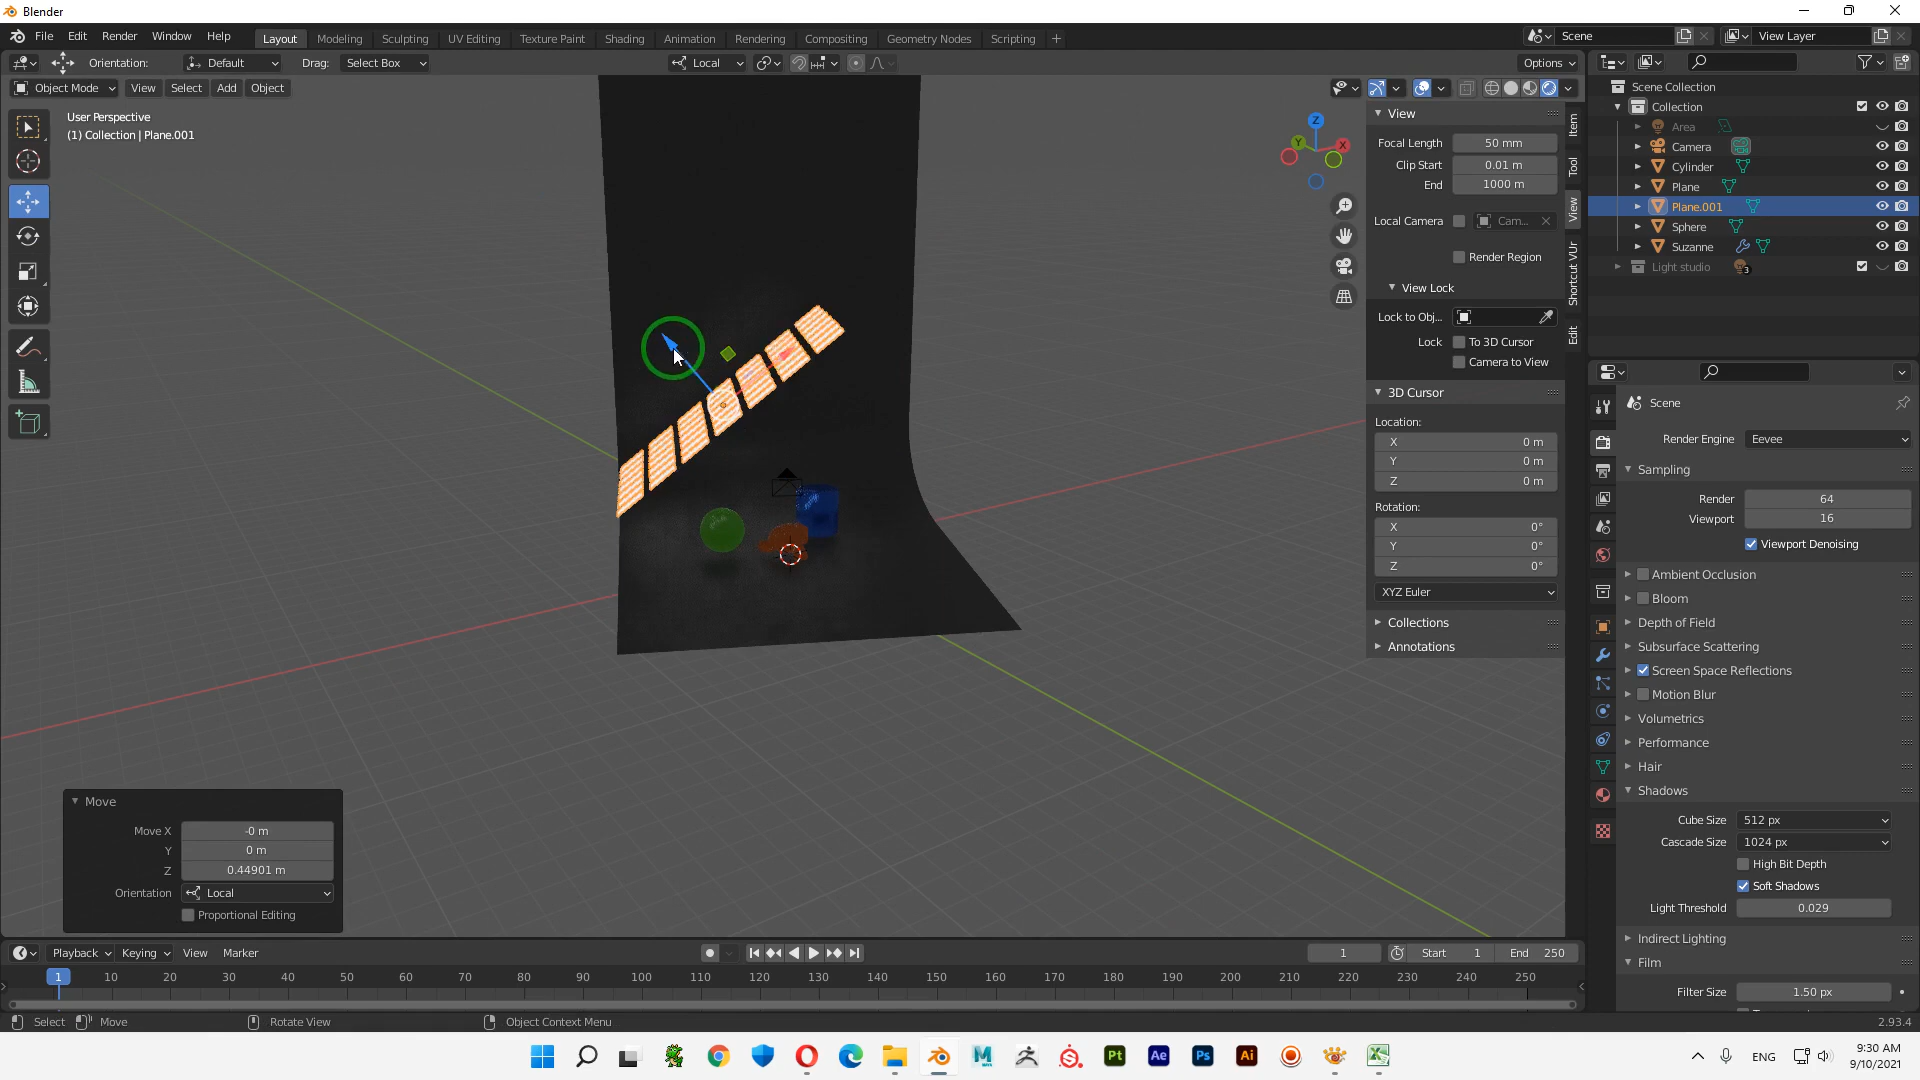 Blender
File Edit Render Window Help
Layout Modeling Sculpting UV Editing Texture Paint Shading Animation Rendering Compositing Geometry Nodes Scripting +
Scene
View Layer
Orientation: Default Drag: Select Box
Local
Options
Object Mode View Select Add Object
User Perspective
(1) Collection | Plane.001
Z
Y
X
View
Focal Length 50 mm
Clip Start 0.01 m
End 1000 m
Local Camera Cam...
Render Region
View Lock
Lock to Obj...
Lock To 3D Cursor
Camera to View
3D Cursor
Location:
X 0 m
Y 0 m
Z 0 m
Rotation:
X 0°
Y 0°
Z 0°
XYZ Euler
Collections
Annotations
Item
Tool
View
Shortcut VUr
Edit
Scene Collection
Collection
Area
Camera
Cylinder
Plane
Plane.001
Sphere
Suzanne
Light studio 3
Scene
Render Engine Eevee
Sampling
Render 64
Viewport 16
Viewport Denoising
Ambient Occlusion
Bloom
Depth of Field
Subsurface Scattering
Screen Space Reflections
Motion Blur
Volumetrics
Performance
Hair
Shadows
Cube Size 512 px
Cascade Size 1024 px
High Bit Depth
Soft Shadows
Light Threshold 0.029
Indirect Lighting
Film
Filter Size 1.50 px
Move
Move X -0 m
Y 0 m
Z 0.44901 m
Orientation Local
Proportional Editing
Playback Keying View Marker
1 Start 1 End 250
1 10 20 30 40 50 60 70 80 90 100 110 120 130 140 150 160 170 180 190 200 210 220 230 240 250
Select Move Rotate View Object Context Menu
2.93.4
Pt Ae Ps Ai
ENG
9:30 AM
9/10/2021